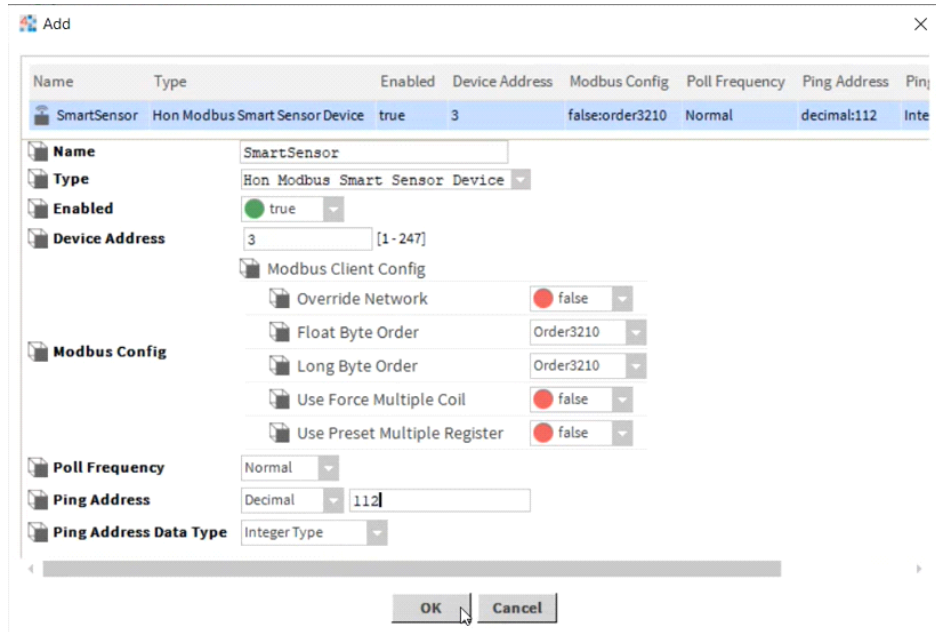 Add
Name Type Enabled Device Address Modbus Config Poll Frequency Ping Address
SmartSensor Hon Modbus Smart Sensor Device true 3 false:order3210 Normal decimal:112
Name SmartSensor
Type Hon Modbus Smart Sensor Device
Enabled true
Device Address 3 [1-247]
Modbus Client Config
Override Network false
Float Byte Order Order3210
Modbus Config
Long Byte Order Order3210
Use Force Multiple Coil false
Use Preset Multiple Register false
Poll Frequency Normal
Ping Address Decimal 112
Ping Address Data Type Integer Type
OK Cancel